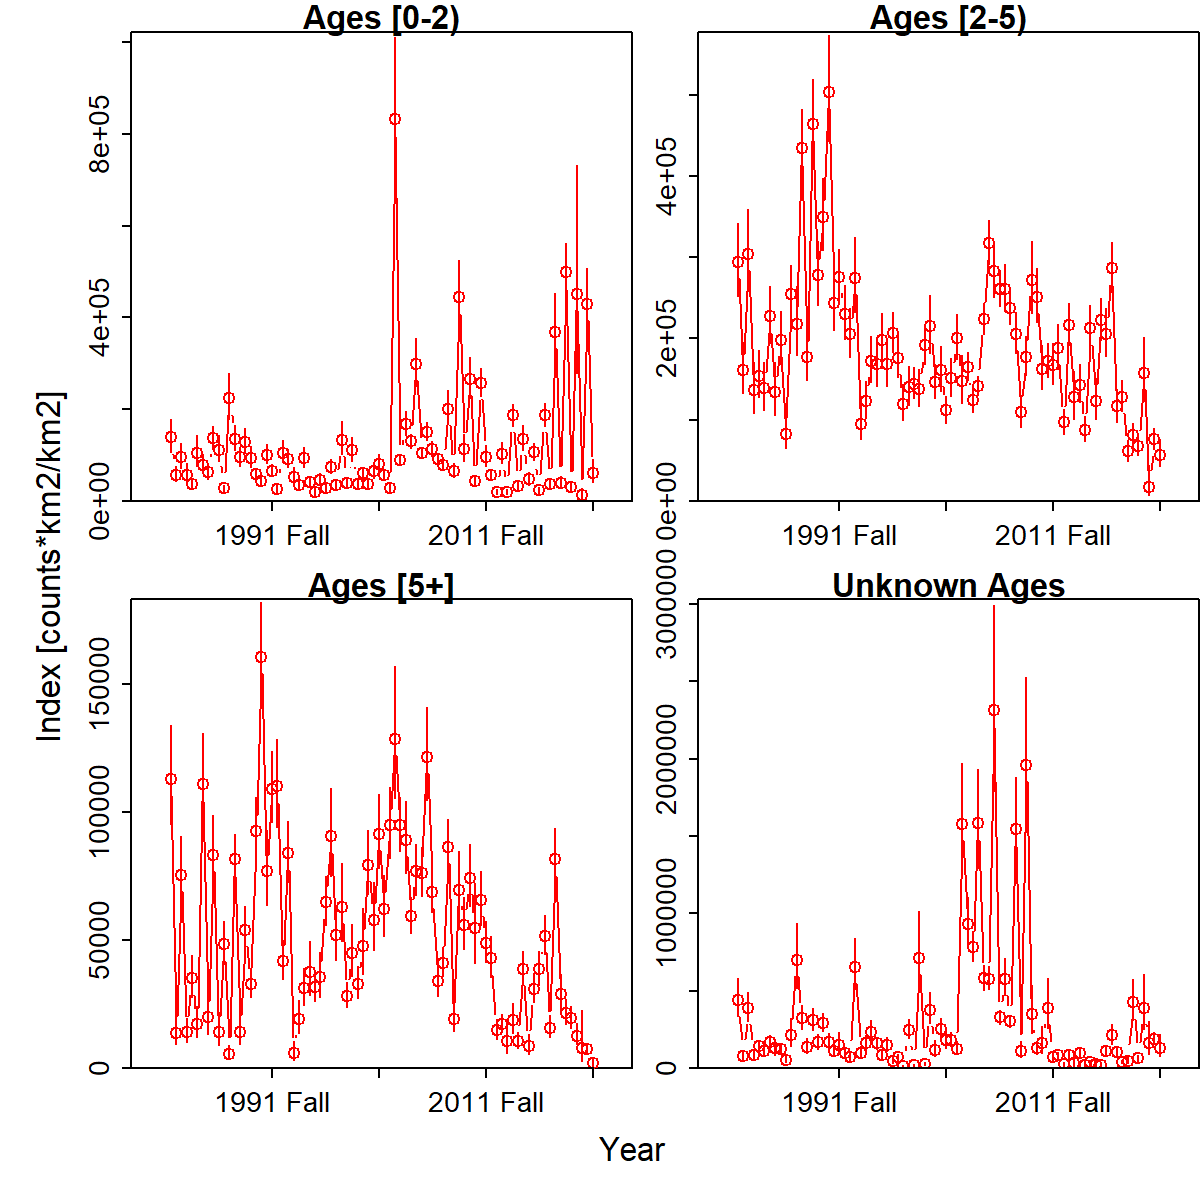 Ages [0-2)
Ages [2-5)
8e+05
4e+05
0e+00
4e+05
2e+05
0e+00
1991 Fall
2011 Fall
1991 Fall
2011 Fall
Index [counts*km2/km2]
Ages [5+]
Unknown Ages
150000
100000
50000
0
3000000
2000000
1000000
0
1991 Fall
2011 Fall
1991 Fall
2011 Fall
Year